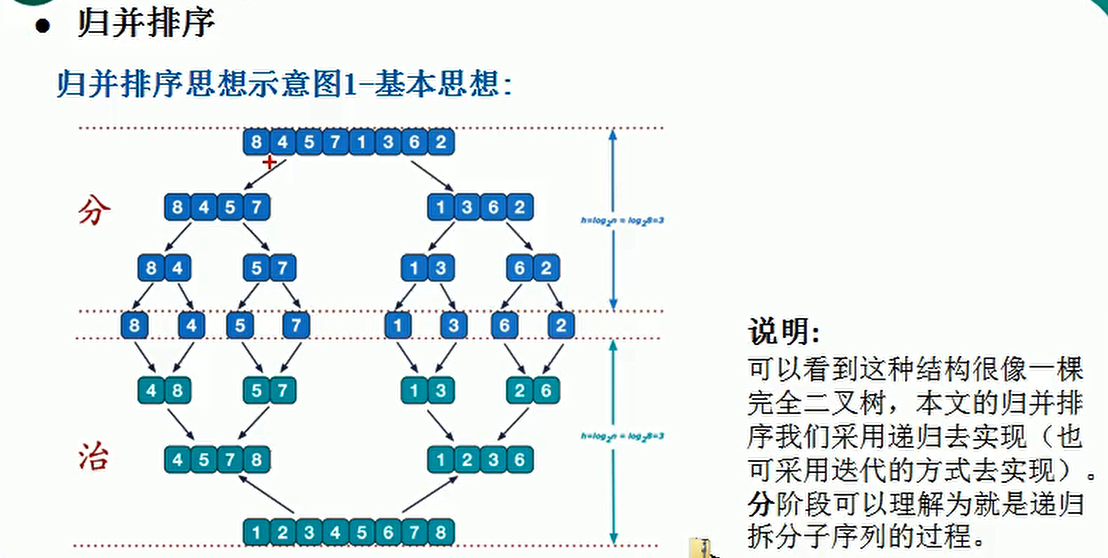 归并排序
归并排序思想示意图1-基本思想:
8 4 5 7 1 3 6 2
分
8 4 5 7 1 3 6 2
h=log₂n = log₂8=3
8 4 5 7 1 3 6 2
8 4 5 7 1 3 6 2
4 8 5 7 1 3 2 6
h=log₂n = log₂8=3
治
4 5 7 8 1 2 3 6
1 2 3 4 5 6 7 8
说明:
可以看到这种结构很像一棵
完全二叉树，本文的归并排
序我们采用递归去实现（也
可采用迭代的方式去实现）。
分阶段可以理解为就是递归
拆分子序列的过程。